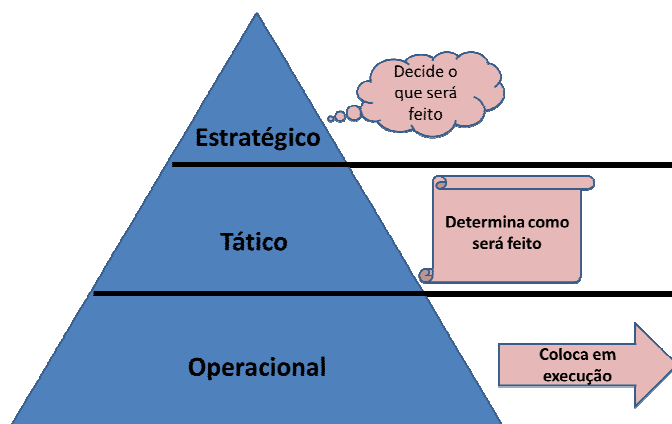 Decide o
que será
feito
Estratégico
Tático
Determina como
será feito
Operacional
Coloca em
execução